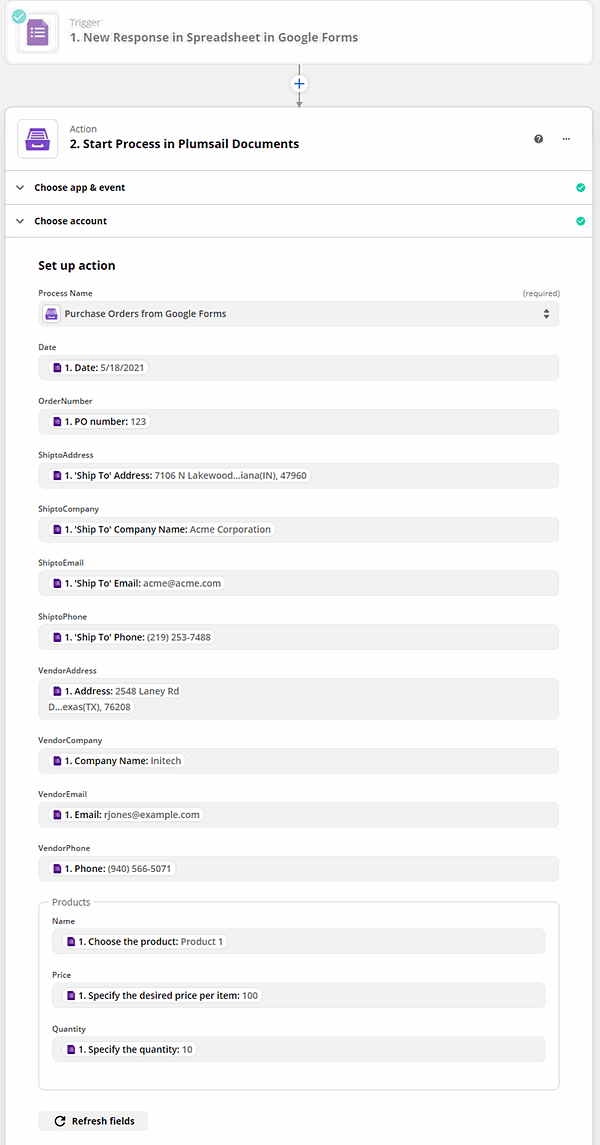 Trigger
1. New Response in Spreadsheet in Google Forms
Action
2. Start Process in Plumsail Documents
Choose app & event
Choose account
Set up action
Process Name (required)
Purchase Orders from Google Forms
Date
1. Date: 5/18/2021
OrderNumber
1. PO number: 123
ShiptoAddress
1. 'Ship To' Address: 7106 N Lakewood...iana(IN), 47960
ShiptoCompany
1. 'Ship To' Company Name: Acme Corporation
ShiptoEmail
1. 'Ship To' Email: acme@acme.com
ShiptoPhone
1. 'Ship To' Phone: (219) 253-7488
VendorAddress
1. Address: 2548 Laney Rd
D...exas(TX), 76208
VendorCompany
1. Company Name: Initech
VendorEmail
1. Email: rjones@example.com
VendorPhone
1. Phone: (940) 566-5071
Products
Name
1. Choose the product: Product 1
Price
1. Specify the desired price per item: 100
Quantity
1. Specify the quantity: 10
Refresh fields